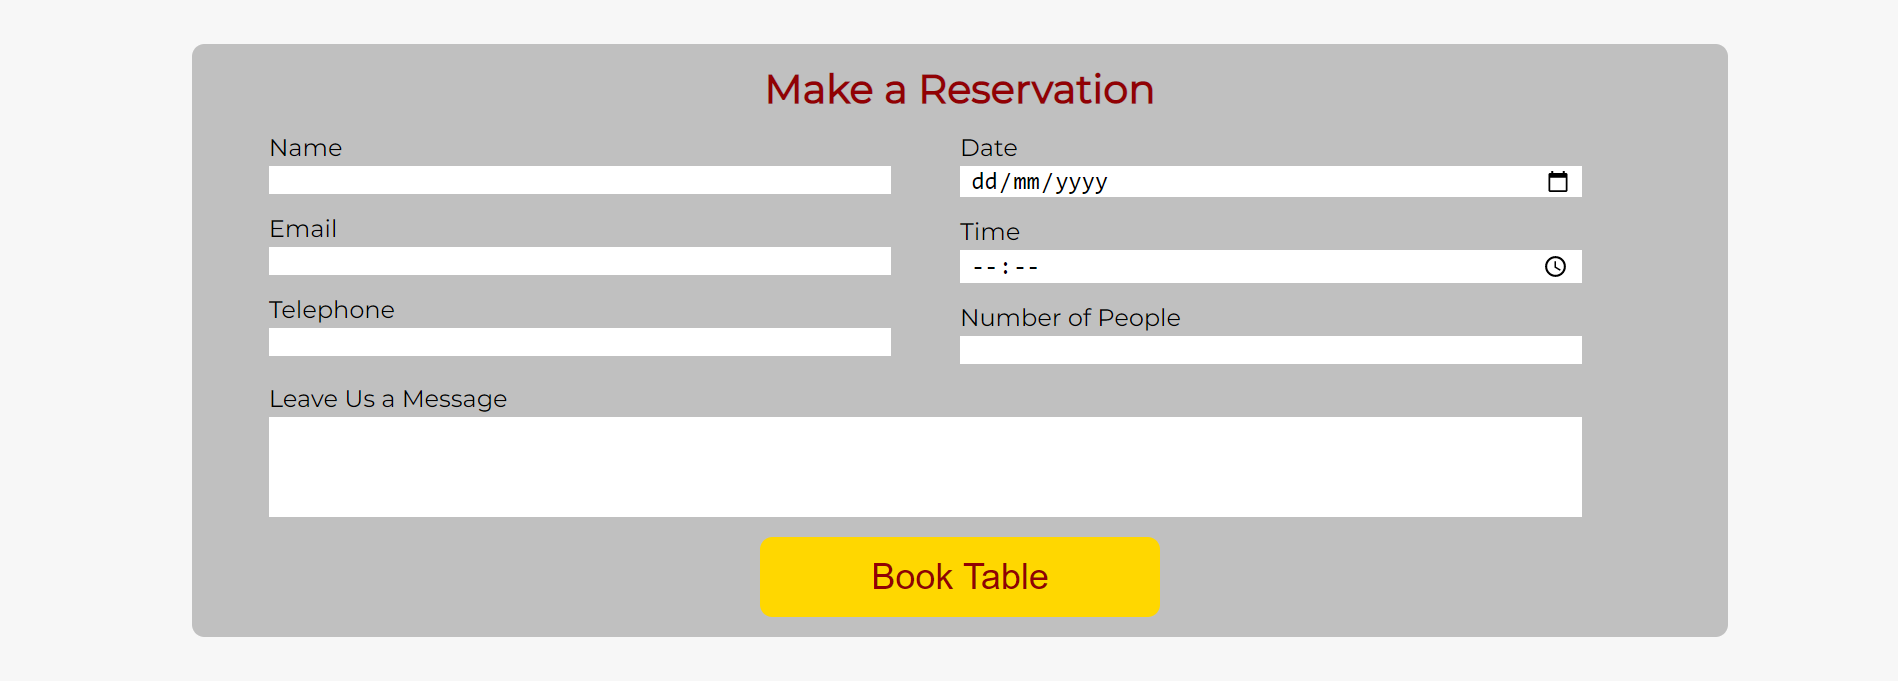 Make a Reservation
Name
Date
dd/mm/yyyy
Email
Time
--:--
Telephone
Number of People
Leave Us a Message
Book Table